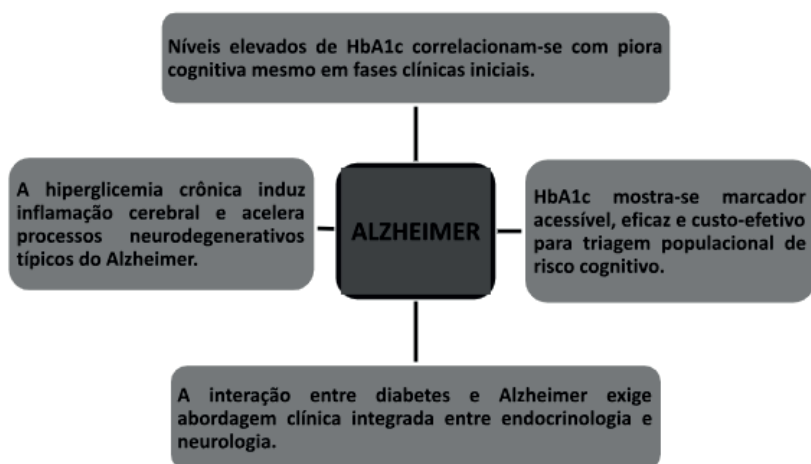 Níveis elevados de HbA1c correlacionam-se com piora
cognitiva mesmo em fases clínicas iniciais.
A hiperglicemia crônica induz
inflamação cerebral e acelera
processos neurodegenerativos
típicos do Alzheimer.
ALZHEIMER
HbA1c mostra-se marcador
acessível, eficaz e custo-efetivo
para triagem populacional de
risco cognitivo.
A interação entre diabetes e Alzheimer exige
abordagem clínica integrada entre endocrinologia e
neurologia.